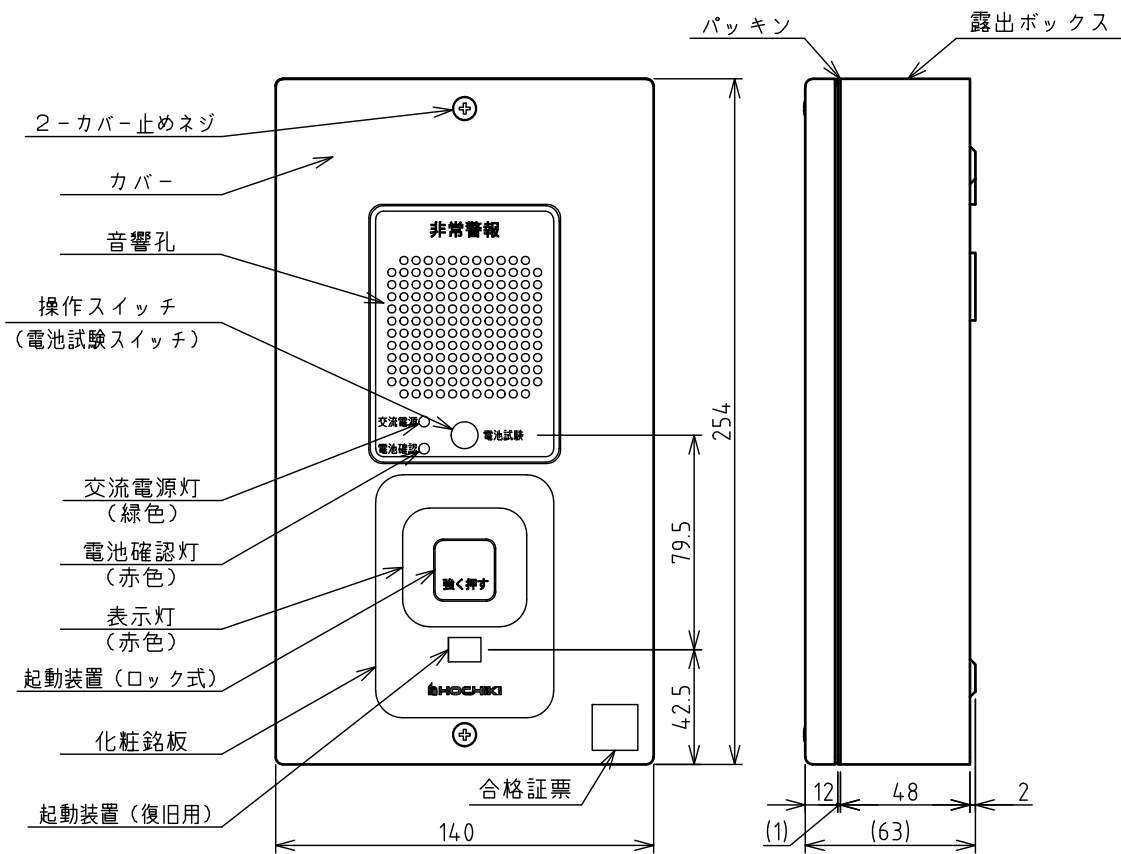 パッキン
露出ボックス
2-カバー止めネジ
カバー
非常警報
音響孔
操作スイッチ
(電池試験スイッチ)
254
交流電源
電池試験
電池確認
交流電源灯
(緑色)
79.5
電池確認灯
(赤色)
強く押す
表示灯
(赤色)
起動装置(ロック式)
HOCHIKI
42.5
化粧銘板
合格証票
12
48
2
起動装置(復旧用)
140
(1)
(63)